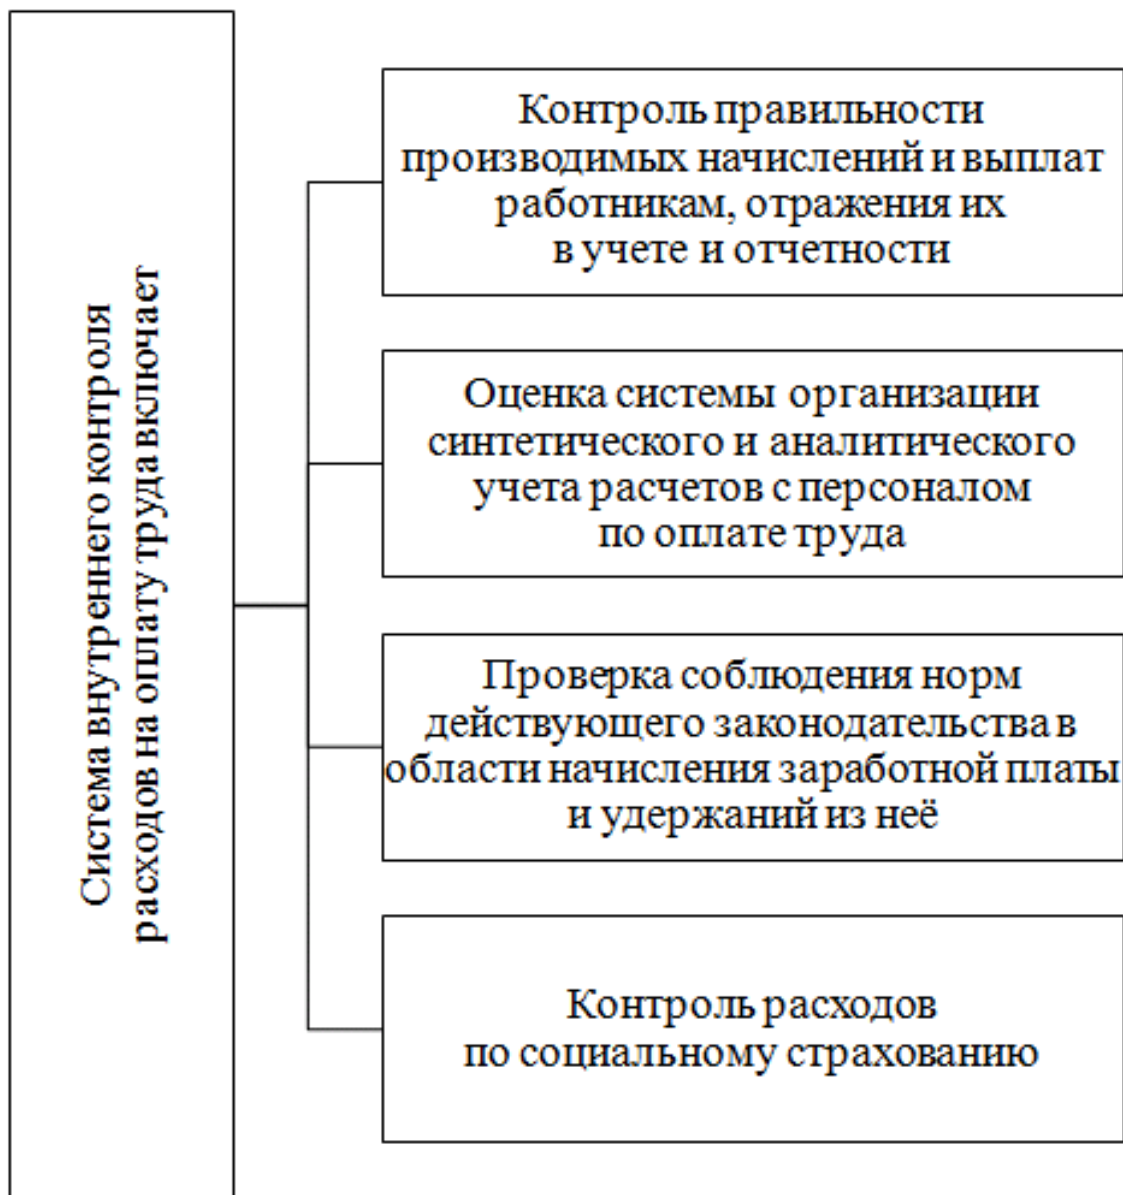 Система внутреннего контроля
расходов на оплату труда включает
Контроль правильности
производимых начислений и выплат
работникам, отражения их
в учете и отчетности
Оценка системы организации
синтетического и аналитического
учета расчетов с персоналом
по оплате труда
Проверка соблюдения норм
действующего законодательства в
области начисления заработной платы
и удержаний из неё
Контроль расходов
по социальному страхованию